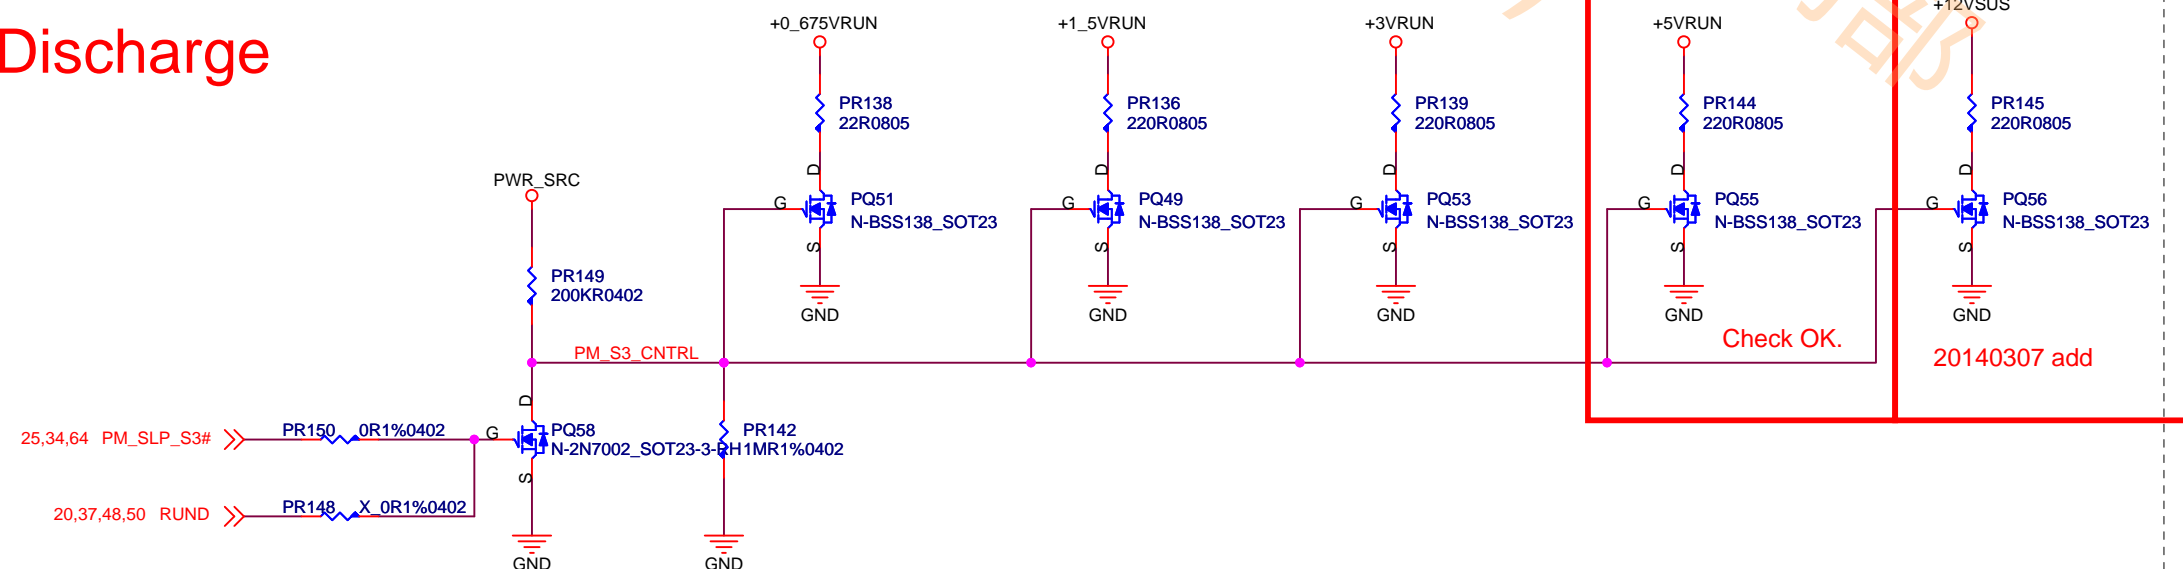 Discharge
+0_675VRUN
+1_5VRUN
+3VRUN
+5VRUN
+12VSUS
部
PR138
22R0805
PR136
220R0805
PR139
220R0805
PR144
220R0805
PR145
220R0805
D
D
D
D
D
PWR_SRC
G
PQ51
N-BSS138_SOT23
G
PQ49
N-BSS138_SOT23
G
PQ53
N-BSS138_SOT23
G
PQ55
N-BSS138_SOT23
G
PQ56
N-BSS138_SOT23
S
S
S
S
S
PR149
200KR0402
GND
GND
GND
GND
GND
Check OK.
PM_S3_CNTRL
20140307 add
D
25,34,64 PM_SLP_S3#
PR150
0R1%0402
G
PQ58
N-2N7002_SOT23-3-RH
PR142
1MR1%0402
S
20,37,48,50 RUND
PR148
X_0R1%0402
GND
GND